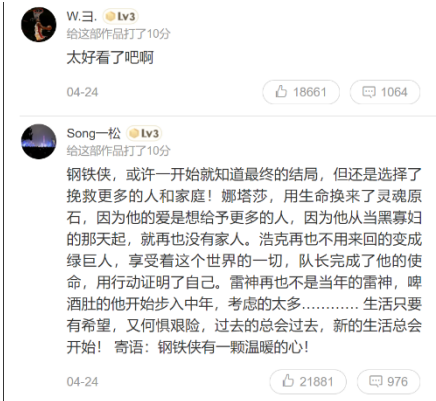 W.彐. Lv3
给这部作品打了10分
太好看了吧啊
04-24 18661 1064
Song一松 Lv3
给这部作品打了10分
钢铁侠，或许一开始就知道最终的结局，但还是选择了
挽救更多的人和家庭！娜塔莎，用生命换来了灵魂原
石，因为他的爱是想给予更多的人，因为他从当黑寡妇
的那天起，就再也没有家人。浩克再也不用来回的变成
绿巨人，享受着这个世界的一切，队长完成了他的使
命，用行动证明了自己。雷神再也不是当年的雷神，啤
酒肚的他开始步入中年，考虑的太多………… 生活只要
有希望，又何惧艰险，过去的总会过去，新的生活总会
开始！ 寄语：钢铁侠有一颗温暖的心！
04-24 21881 976